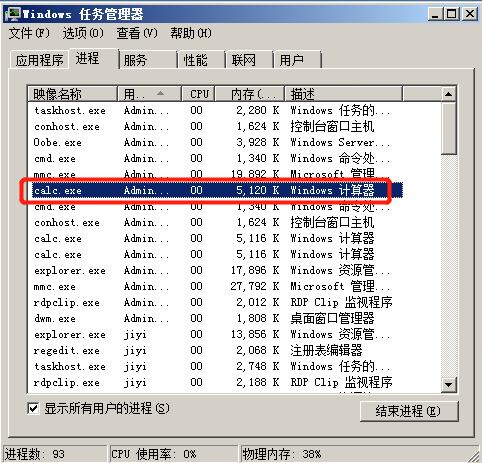 Windows 任务管理器
文件(F) 选项(O) 查看(V) 帮助(H)
应用程序 进程 服务 性能 联网 用户
映像名称 用.. CPU 内存(... 描述
taskhost.exe Admin... 00 2,280 K Windows 任务的...
conhost.exe Admin... 00 1,624 K 控制台窗口主机
Oobe.exe Admin... 00 3,928 K Windows Server...
cmd.exe Admin... 00 1,340 K Windows 命令处...
mmc.exe Admin... 00 19,892 K Microsoft 管理...
calc.exe Admin... 00 5,120 K Windows 计算器
cmd.exe Admin... 00 1,340 K Windows 命令处...
conhost.exe Admin... 00 1,624 K 控制台窗口主机
calc.exe Admin... 00 5,116 K Windows 计算器
calc.exe Admin... 00 5,116 K Windows 计算器
explorer.exe Admin... 00 17,896 K Windows 资源管...
mmc.exe Admin... 00 27,792 K Microsoft 管理...
rdpclip.exe Admin... 00 2,012 K RDP Clip 监视程序
dwm.exe Admin... 00 1,808 K 桌面窗口管理器
explorer.exe jiyi 00 13,856 K Windows 资源管...
regedit.exe jiyi 00 2,068 K 注册表编辑器
taskhost.exe jiyi 00 2,748 K Windows 任务的...
rdpclip.exe jiyi 00 2,188 K RDP Clip 监视程序
显示所有用户的进程(S) 结束进程(E)
进程数: 93 CPU 使用率: 0% 物理内存: 38%